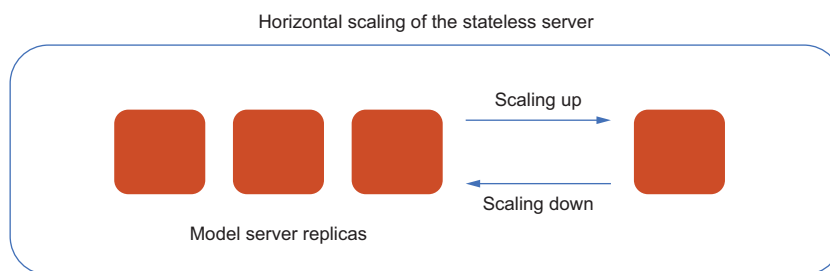 Horizontal scaling of the stateless server
Scaling up
Scaling down
Model server replicas